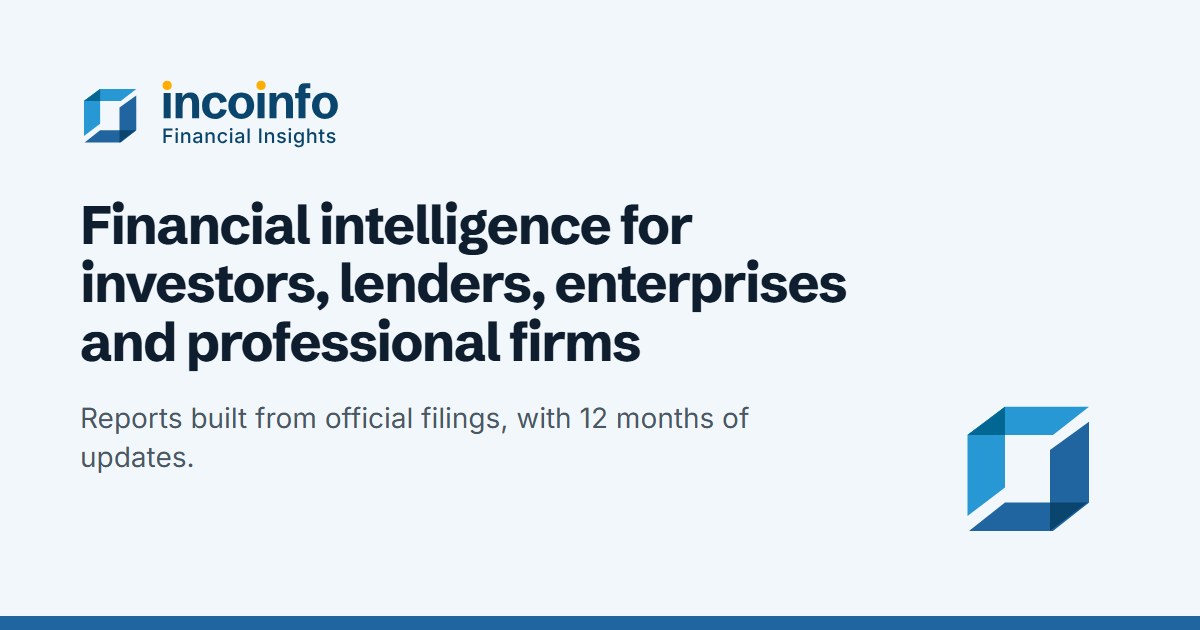 incoinfo
Financial Insights
Financial intelligence for
investors, lenders, enterprises
and professional firms
Reports built from official filings, with 12 months of
updates.